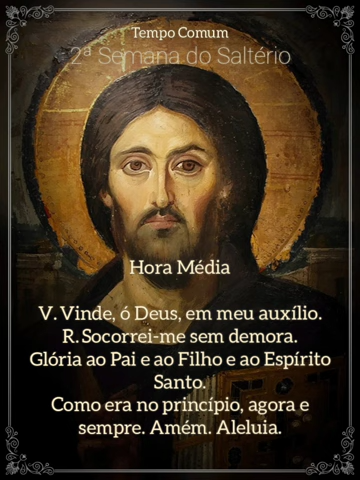 Tempo Comum
2ª Semana do Saltério
Hora Média
V. Vinde, ó Deus, em meu auxílio.
R. Socorrei-me sem demora.
Glória ao Pai e ao Filho e ao Espírito
Santo.
Como era no princípio, agora e
sempre. Amém. Aleluia.